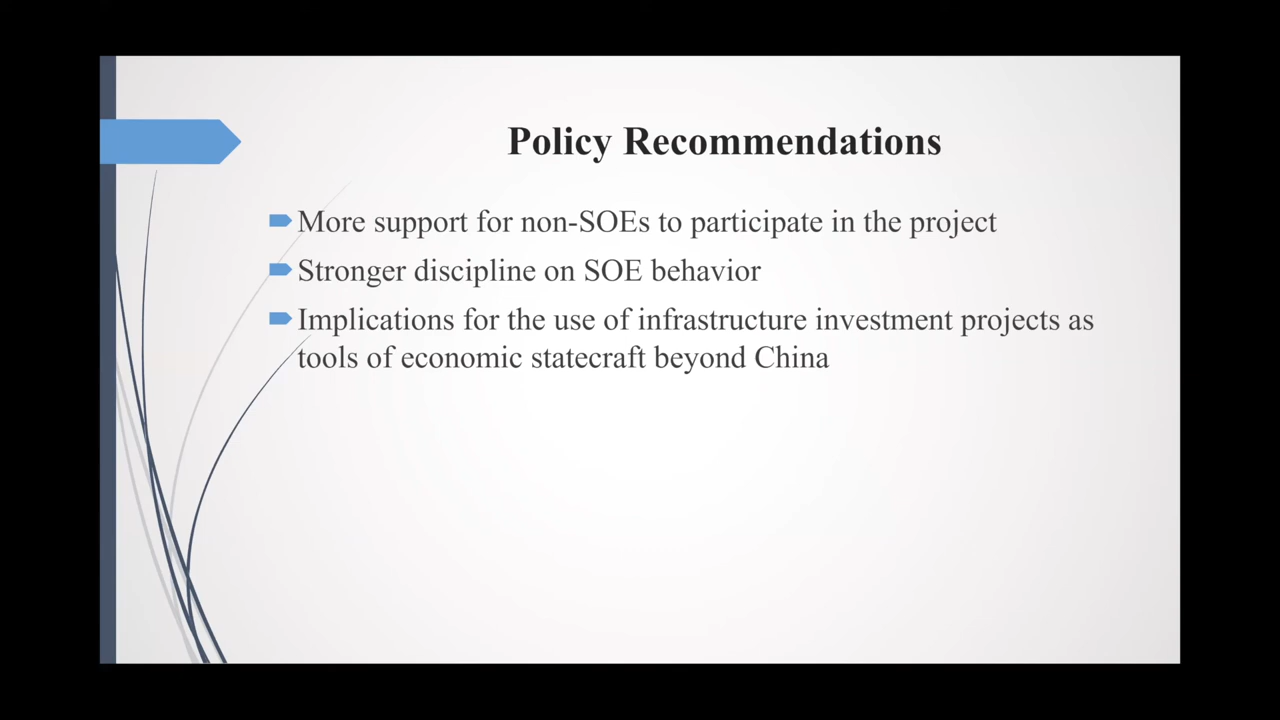 Policy Recommendations
More support for non-SOEs to participate in the project
Stronger discipline on SOE behavior
Implications for the use of infrastructure investment projects as
tools of economic statecraft beyond China